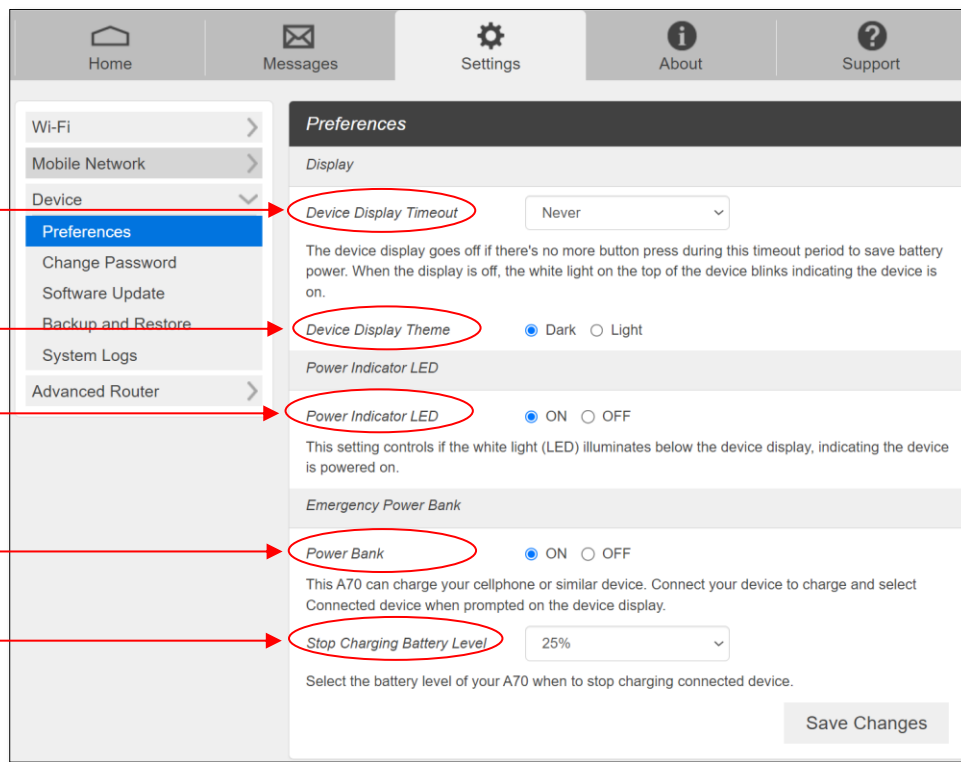 Home
Messages
Settings
About
Support
Wi-Fi
Mobile Network
Device
Preferences
Change Password
Software Update
Backup and Restore
System Logs
Advanced Router
Preferences
Display
Device Display Timeout
Never
The device display goes off if there's no more button press during this timeout period to save battery
power. When the display is off, the white light on the top of the device blinks indicating the device is
on.
Device Display Theme
Dark
Light
Power Indicator LED
Power Indicator LED
ON
OFF
This setting controls if the white light (LED) illuminates below the device display, indicating the device
is powered on.
Emergency Power Bank
Power Bank
ON
OFF
This A70 can charge your cellphone or similar device. Connect your device to charge and select
Connected device when prompted on the device display.
Stop Charging Battery Level
25%
Select the battery level of your A70 when to stop charging connected device.
Save Changes